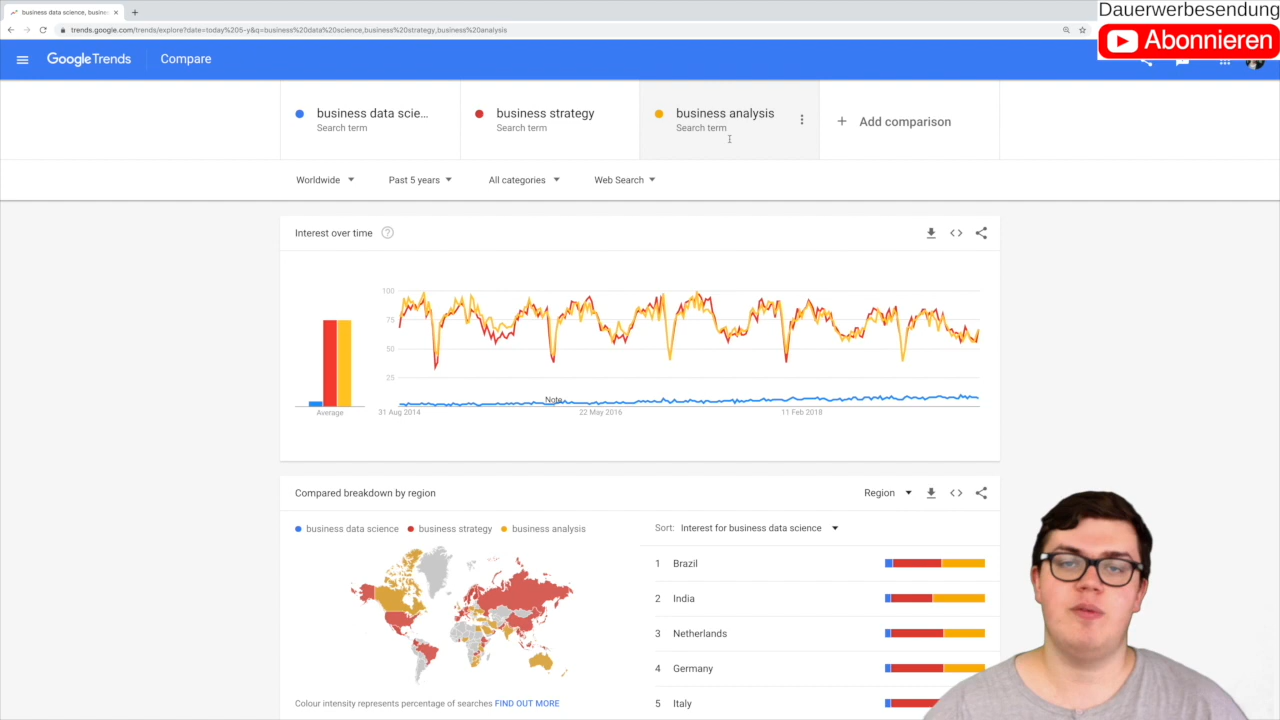 business data science, busine
Dauerwerbesendung
trends.google.com/trends/explore?date=today%205-y&q=business%20data%20science,business%20strategy,business%20analysis
Abonnieren
Google Trends
Compare
business data scie...
Search term
business strategy
Search term
business analysis
Search term
+ Add comparison
Worldwide
Past 5 years
All categories
Web Search
Interest over time
?
100
75
50
25
Note
Average
31 Aug 2014
22 May 2016
11 Feb 2018
Compared breakdown by region
Region
business data science
business strategy
business analysis
Sort: Interest for business data science
1 Brazil
2 India
3 Netherlands
4 Germany
5 Italy
Colour intensity represents percentage of searches FIND OUT MORE